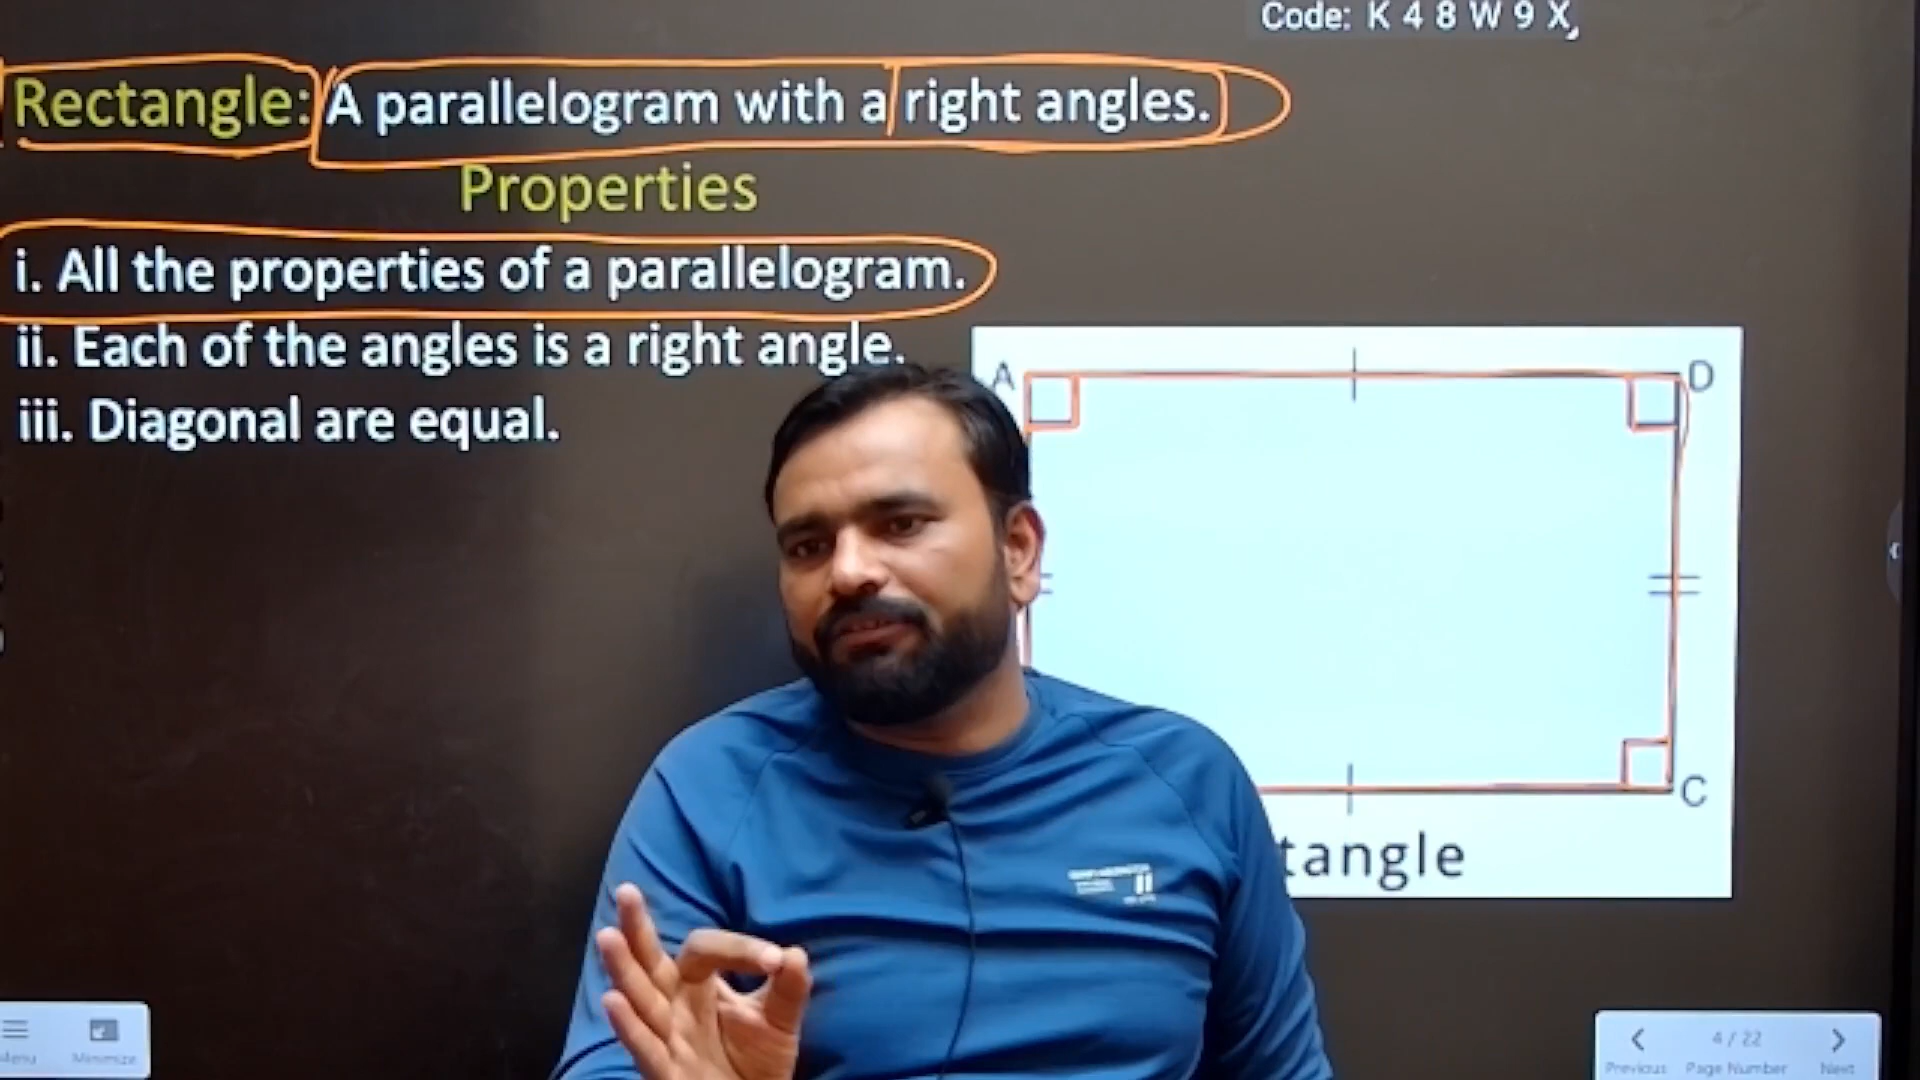 Code: K 4 8 W 9 X
Rectangle: A parallelogram with a right angles.
Properties
i. All the properties of a parallelogram.
ii. Each of the angles is a right angle.
iii. Diagonal are equal.
A
D
C
tangle
Menu
Minimize
4 / 22
Previous
Page Number
Next